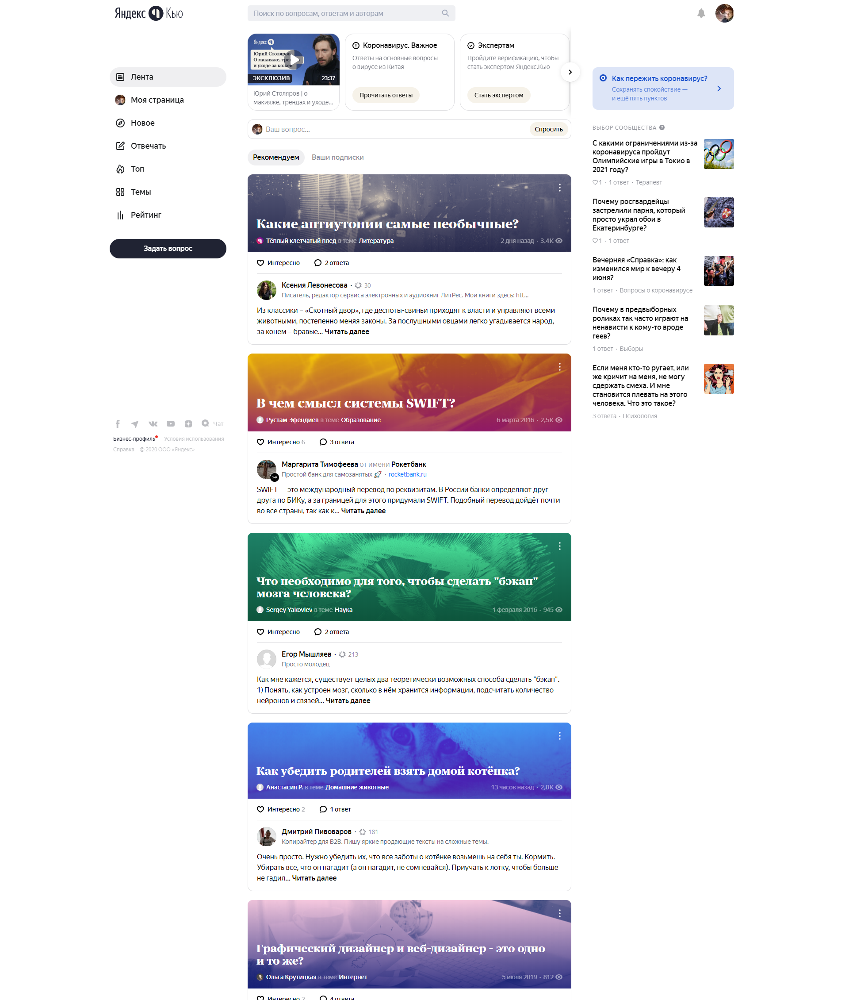 Яндекс Кью
Поиск по вопросам, ответам и авторам
Лента
Моя страница
Новое
Отвечать
Топ
Темы
Рейтинг
Задать вопрос
Чат
Бизнес-профиль Условия использования
Справка © 2020 ООО «Яндекс»
Яндекс
Юрий Столяров
О макияже, тре
и уходе за кожей
ЭКСКЛЮЗИВ 23:37
Юрий Столяров | о
макияже, трендах и уходе...
Коронавирус. Важное
Ответы на основные вопросы
о вирусе из Китая
Прочитать ответы
Экспертам
Пройдите верификацию, чтобы
стать экспертом Яндекс.Кью
Стать экспертом
Ваш вопрос... Спросить
Рекомендуем Ваши подписки
Какие антиутопии самые необычные?
Тёплый клетчатый плед в теме Литература 2 дня назад · 3,4K
Интересно 2 ответа
Ксения Левонесова · 30
Писатель, редактор сервиса электронных и аудиокниг ЛитРес. Мои книги здесь: htt...
Из классики – «Скотный двор», где деспоты-свиньи приходят к власти и управляют всеми
животными, постепенно меняя законы. За послушными овцами легко угадывается народ,
за конем – бравые... Читать далее
В чем смысл системы SWIFT?
Рустам Эфендиев в теме Образование 6 марта 2016 · 2,5K
Интересно 6 3 ответа
Маргарита Тимофеева от имени Рокетбанк
Простой банк для самозанятых 🚀 · rocketbank.ru
SWIFT — это международный перевод по реквизитам. В России банки определяют друг
друга по БИКу, а за границей для этого придумали SWIFT. Подобный перевод дойдёт почти
во все страны, так как к... Читать далее
Что необходимо для того, чтобы сделать "бэкап"
мозга человека?
Sergey Yakovlev в теме Наука 1 февраля 2016 · 945
Интересно 2 ответа
Егор Мышляев · 213
Просто молодец
Как мне кажется, существует целых два теоретически возможных способа сделать "бэкап".
1) Понять, как устроен мозг, сколько в нём хранится информации, подсчитать количество
нейронов и связей... Читать далее
Как убедить родителей взять домой котёнка?
Анастасия Р. в теме Домашние животные 13 часов назад · 2,8K
Интересно 2 1 ответ
Дмитрий Пивоваров · 181
Копирайтер для B2B. Пишу яркие продающие тексты на сложные темы.
Очень просто. Нужно убедить их, что все заботы о котёнке возьмешь на себя ты. Кормить.
Убирать все, что он нагадит (а он нагадит, не сомневайся). Приучать к лотку, чтобы больше
не гадил... Читать далее
Графический дизайнер и веб-дизайнер - это одно
и то же?
Ольга Крутицкая в теме Интернет 5 июля 2019 · 812
Интересно 2 4 ответа
Как пережить коронавирус?
Сохранять спокойствие —
и ещё пять пунктов
ВЫБОР СООБЩЕСТВА
С какими ограничениями из-за
коронавируса пройдут
Олимпийские игры в Токио в
2021 году?
1 · 1 ответ · Терапевт
Почему росгвардейцы
застрелили парня, который
просто украл обои в
Екатеринбурге?
1 · 1 ответ
Вечерняя «Справка»: как
изменился мир к вечеру 4
июня?
1 ответ · Вопросы о коронавирусе
Почему в предвыборных
роликах так часто играют на
ненависти к кому-то вроде
геев?
1 ответ · Выборы
Если меня кто-то ругает, или
же кричит на меня, не могу
сдержать смеха. И мне
становится плевать на этого
человека. Что это такое?
3 ответа · Психология